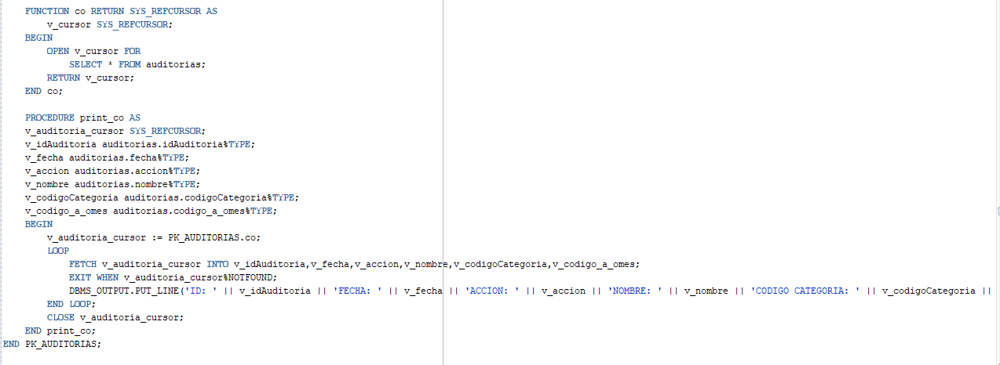 FUNCTION co RETURN SYS_REFCURSOR AS
v_cursor SYS_REFCURSOR;
BEGIN
OPEN v_cursor FOR
SELECT * FROM auditorias;
RETURN v_cursor;
END co;
PROCEDURE print_co AS
v_auditoria_cursor SYS_REFCURSOR;
v_idAuditoria auditorias.idAuditoria%TYPE;
v_fecha auditorias.fecha%TYPE;
v_accion auditorias.accion%TYPE;
v_nombre auditorias.nombre%TYPE;
v_codigoCategoria auditorias.codigoCategoria%TYPE;
v_codigo_a_omes auditorias.codigo_a_omes%TYPE;
BEGIN
v_auditoria_cursor := PK_AUDITORIAS.co;
LOOP
FETCH v_auditoria_cursor INTO v_idAuditoria,v_fecha,v_accion,v_nombre,v_codigoCategoria,v_codigo_a_omes;
EXIT WHEN v_auditoria_cursor%NOTFOUND;
DBMS_OUTPUT.PUT_LINE('ID: ' || v_idAuditoria || 'FECHA: ' || v_fecha || 'ACCION: ' || v_accion || 'NOMBRE: ' || v_nombre || 'CODIGO CATEGORIA: ' || v_codigoCategoria ||
END LOOP;
CLOSE v_auditoria_cursor;
END print_co;
END PK_AUDITORIAS;